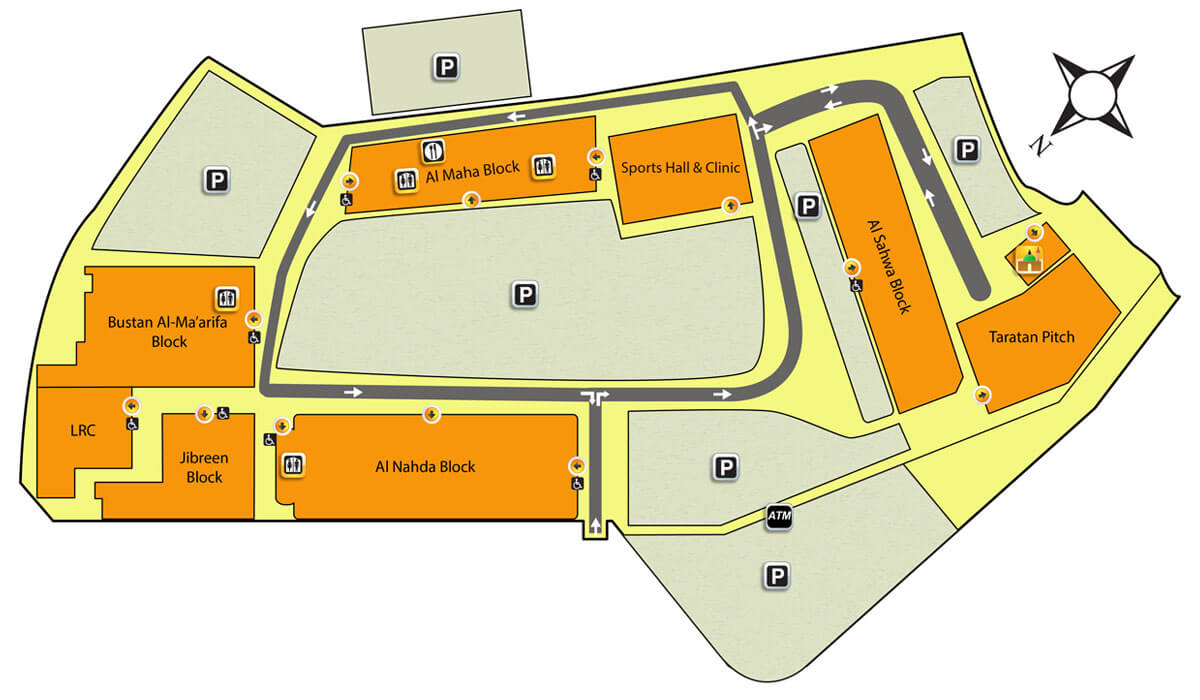 P
P
Al Maha Block
Sports Hall & Clinic
P
P
N
P
Al Sahwa Block
P
Bustan Al-Ma'arifa
Block
Taratan Pitch
LRC
Jibreen
Block
Al Nahda Block
P
ATM
P